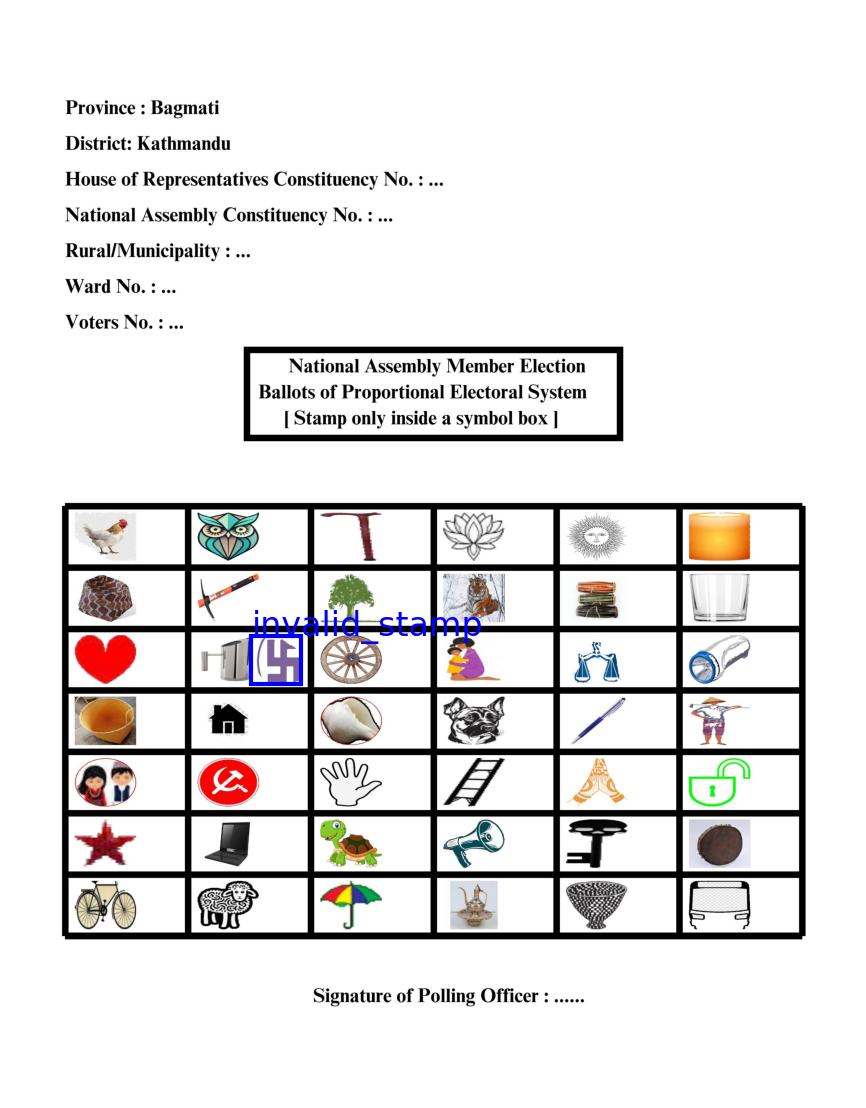 Province : Bagmati
District: Kathmandu
House of Representatives Constituency No. : ...
National Assembly Constituency No. : ...
Rural/Municipality : ...
Ward No. : ...
Voters No. : ...
National Assembly Member Election
Ballots of Proportional Electoral System
[ Stamp only inside a symbol box ]
invalid_stamp
Signature of Polling Officer : ......